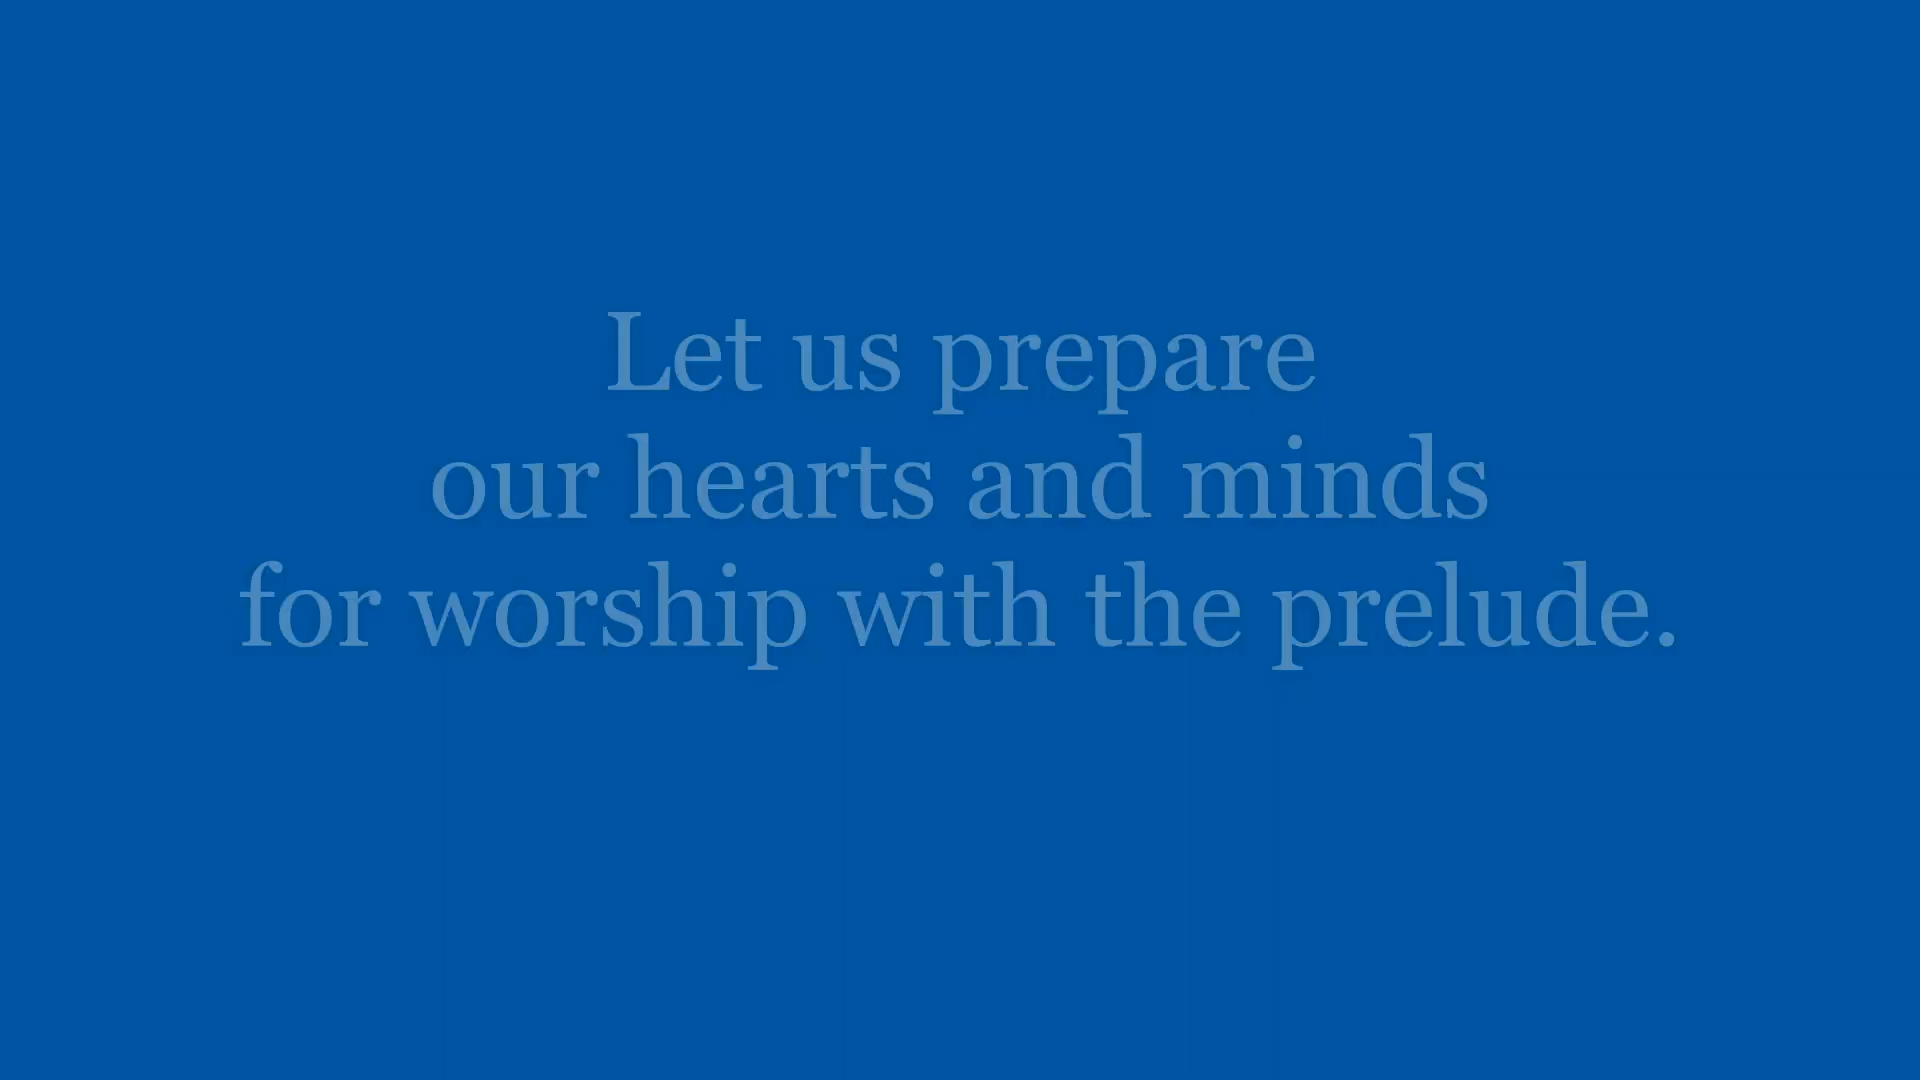 Let us prepare
our hearts and minds
for worship with the prelude.